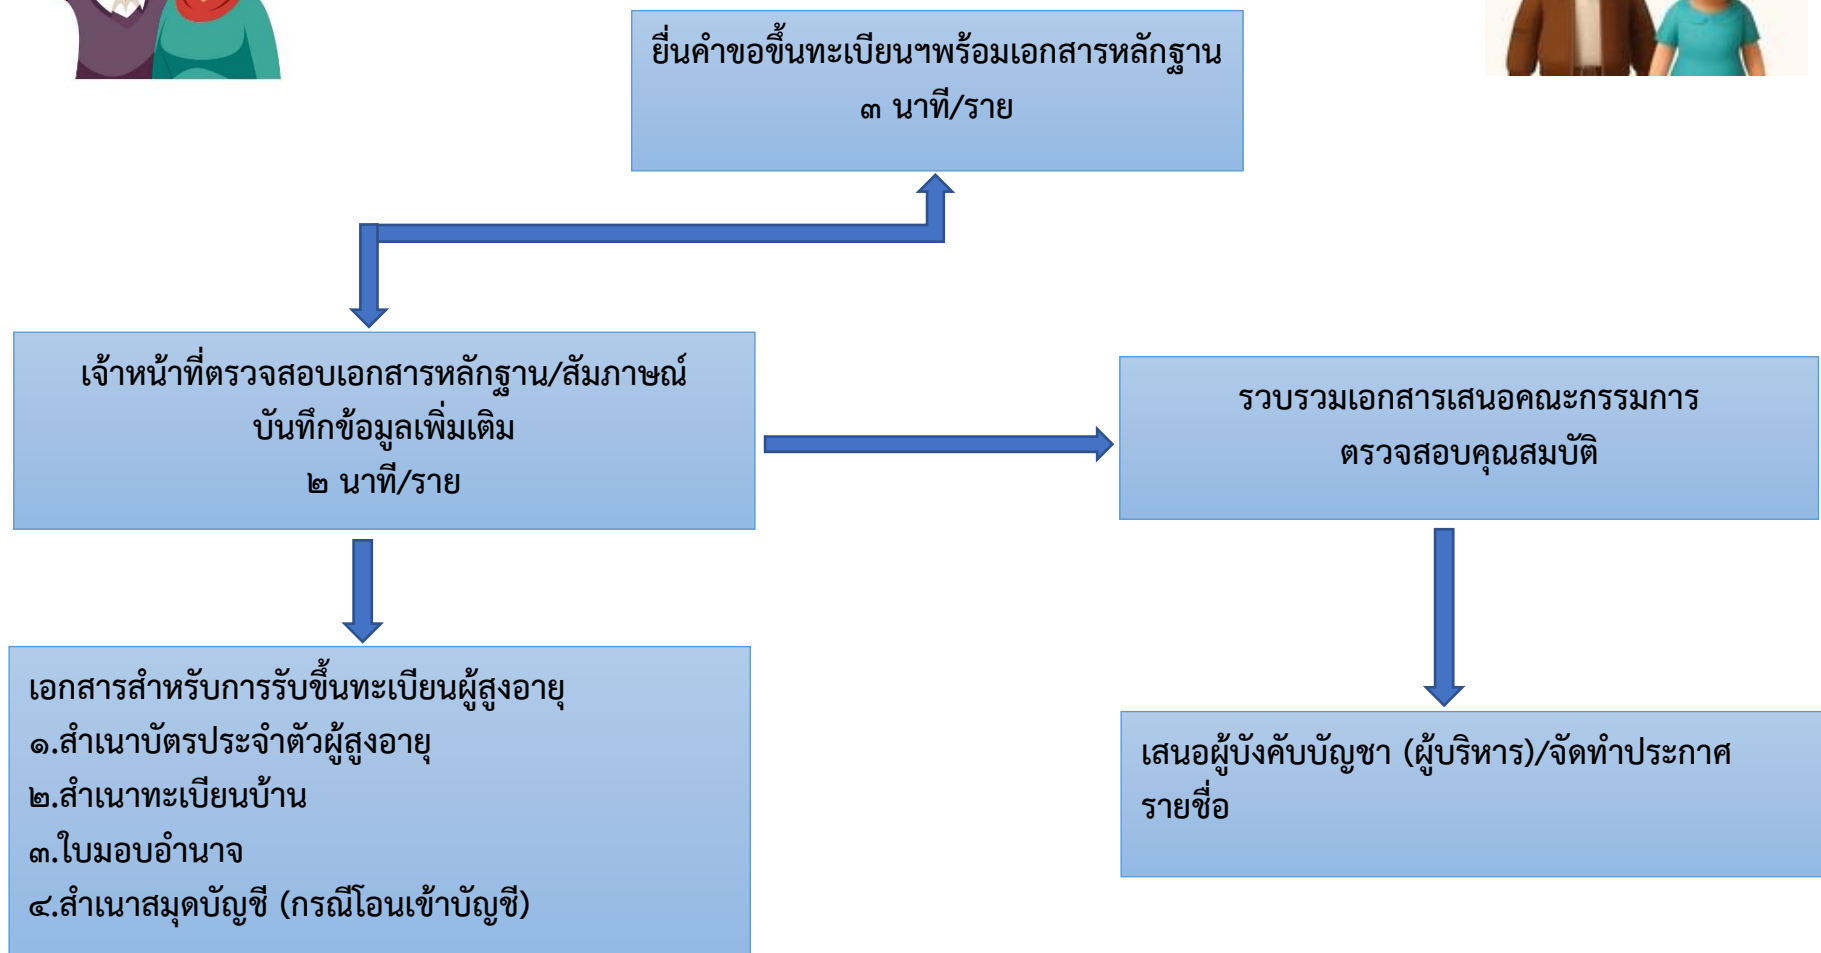 ยื่นคำขอขึ้นทะเบียนฯพร้อมเอกสารหลักฐาน
๓ นาที/ราย
เจ้าหน้าที่ตรวจสอบเอกสารหลักฐาน/สัมภาษณ์
บันทึกข้อมูลเพิ่มเติม
๒ นาที/ราย
รวบรวมเอกสารเสนอคณะกรรมการ
ตรวจสอบคุณสมบัติ
เอกสารสำหรับการรับขึ้นทะเบียนผู้สูงอายุ
๑.สำเนาบัตรประจำตัวผู้สูงอายุ
๒.สำเนาทะเบียนบ้าน
๓.ใบมอบอำนาจ
๔.สำเนาสมุดบัญชี (กรณีโอนเข้าบัญชี)
เสนอผู้บังคับบัญชา (ผู้บริหาร)/จัดทำประกาศ
รายชื่อ